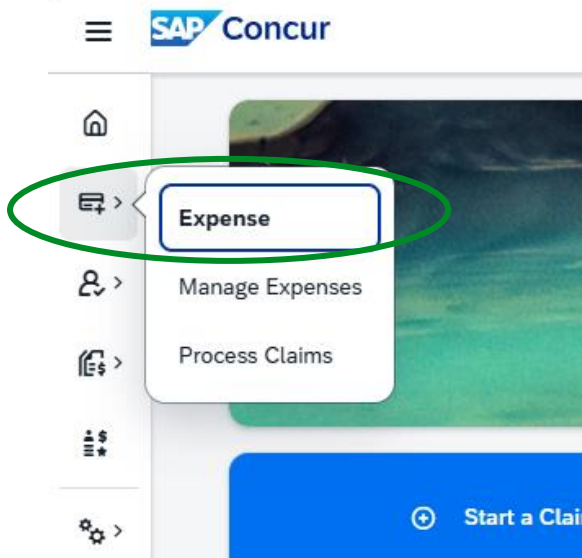 SAP Concur
Expense
Manage Expenses
Process Claims
Start a Clai